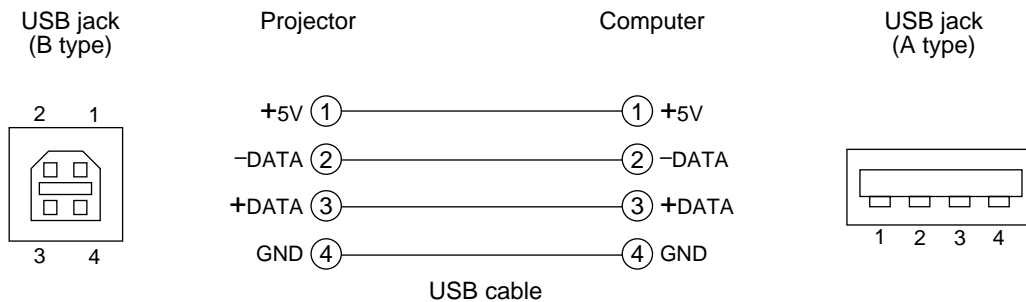 USB jack
(B type)
Projector
Computer
USB jack
(A type)
2 1
3 4
+5V 1 1 +5V
−DATA 2 2 −DATA
+DATA 3 3 +DATA
GND 4 4 GND
USB cable
1 2 3 4